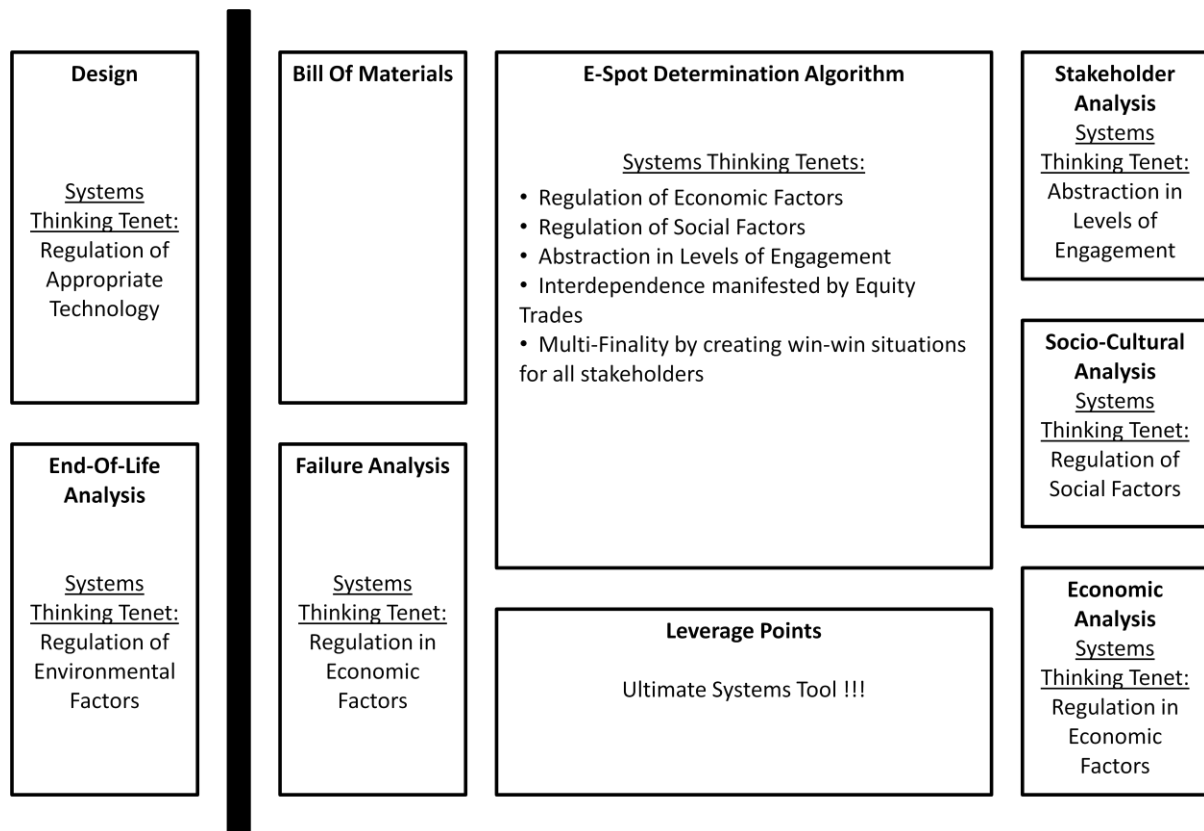 Design
Systems
Thinking Tenet:
Regulation of
Appropriate
Technology
End-Of-Life
Analysis
Systems
Thinking Tenet:
Regulation of
Environmental
Factors
Bill Of Materials
Failure Analysis
Systems
Thinking Tenet:
Regulation in
Economic
Factors
E-Spot Determination Algorithm
Systems Thinking Tenets:
• Regulation of Economic Factors
• Regulation of Social Factors
• Abstraction in Levels of Engagement
• Interdependence manifested by Equity
Trades
• Multi-Finality by creating win-win situations
for all stakeholders
Leverage Points
Ultimate Systems Tool !!!
Stakeholder
Analysis
Systems
Thinking Tenet:
Abstraction in
Levels of
Engagement
Socio-Cultural
Analysis
Systems
Thinking Tenet:
Regulation of
Social Factors
Economic
Analysis
Systems
Thinking Tenet:
Regulation in
Economic
Factors